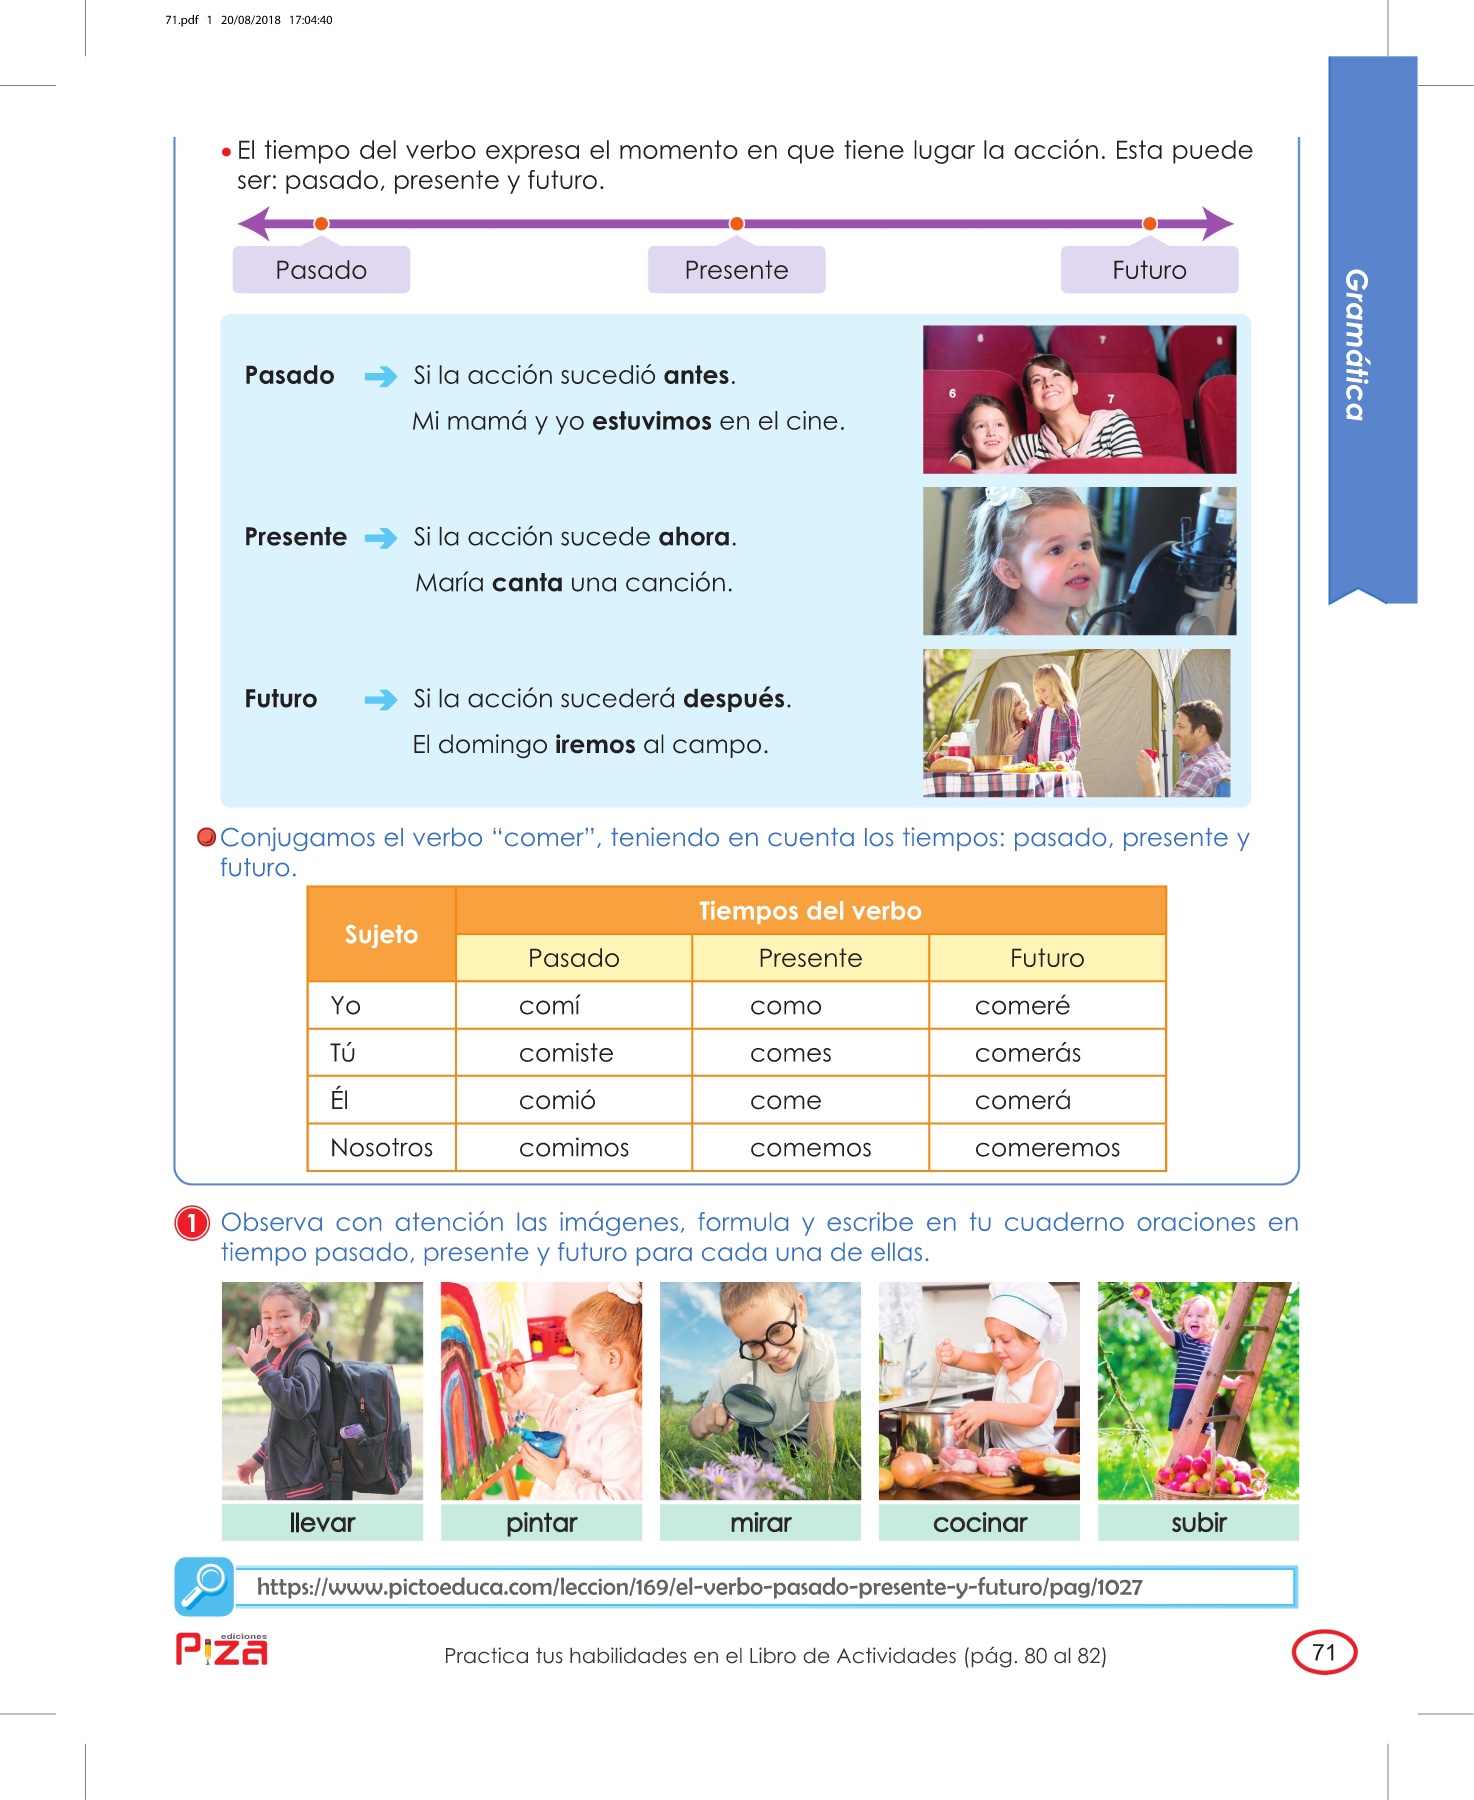 71.pdf 1 20/08/2018 17:04:40
• El tiempo del verbo expresa el momento en que tiene lugar la acción. Esta puede
ser: pasado, presente y futuro.
Pasado Presente Futuro
Gramática
Pasado Si la acción sucedió antes.
Mi mamá y yo estuvimos en el cine.
6 7 8
6 7
Presente Si la acción sucede ahora.
María canta una canción.
Futuro Si la acción sucederá después.
El domingo iremos al campo.
Conjugamos el verbo “comer”, teniendo en cuenta los tiempos: pasado, presente y
futuro.
Sujeto Tiempos del verbo
Pasado Presente Futuro
Yo comí como comeré
Tú comiste comes comerás
Él comió come comerá
Nosotros comimos comemos comeremos
1 Observa con atención las imágenes, formula y escribe en tu cuaderno oraciones en
tiempo pasado, presente y futuro para cada una de ellas.
llevar pintar mirar cocinar subir
https://www.pictoeduca.com/leccion/169/el-verbo-pasado-presente-y-futuro/pag/1027
ediciones
Piza
Practica tus habilidades en el Libro de Actividades (pág. 80 al 82)
71